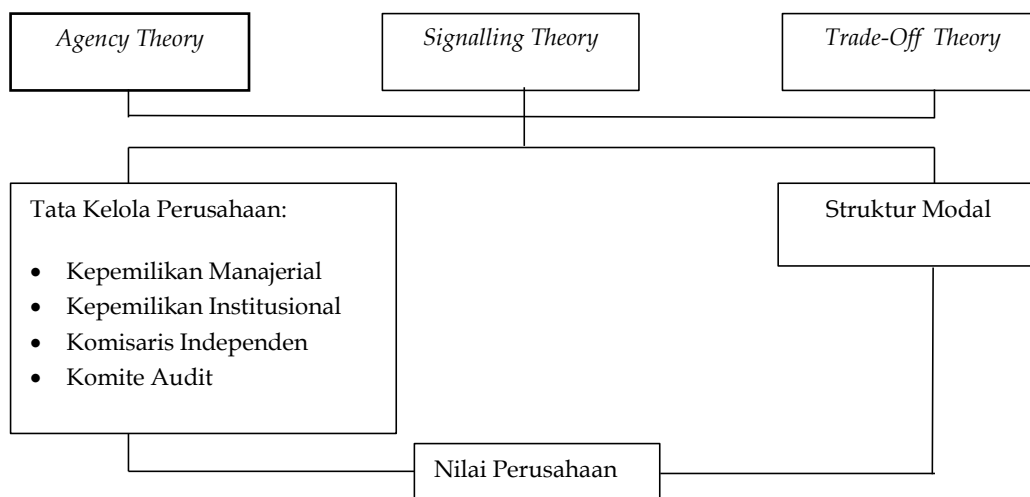 Agency Theory
Signalling Theory
Trade-Off Theory
Tata Kelola Perusahaan:
• Kepemilikan Manajerial
• Kepemilikan Institusional
• Komisaris Independen
• Komite Audit
Struktur Modal
Nilai Perusahaan